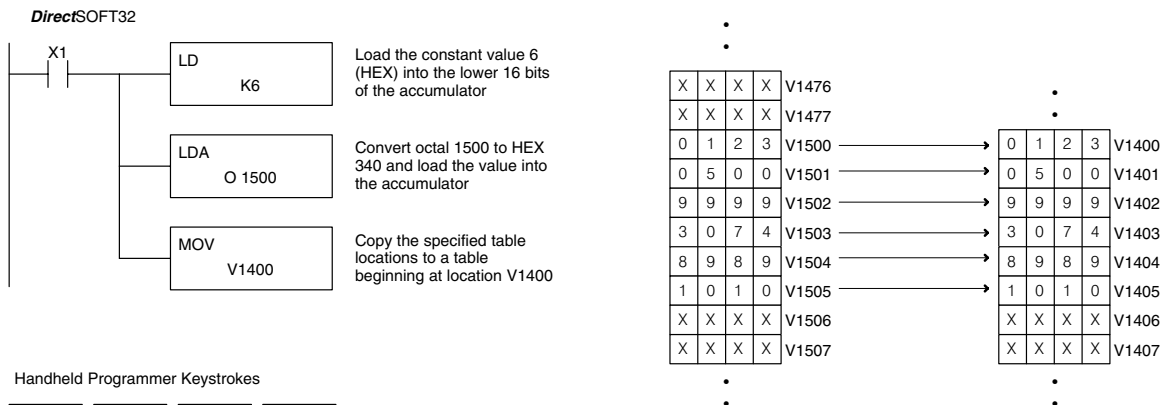 DirectSOFT32
X1
LD
K6
Load the constant value 6
(HEX) into the lower 16 bits
of the accumulator
LDA
O 1500
Convert octal 1500 to HEX
340 and load the value into
the accumulator
MOV
V1400
Copy the specified table
locations to a table
beginning at location V1400
Handheld Programmer Keystrokes
X X X X V1476
X X X X V1477
0 1 2 3 V1500
0 5 0 0 V1501
9 9 9 9 V1502
3 0 7 4 V1503
8 9 8 9 V1504
1 0 1 0 V1505
X X X X V1506
X X X X V1507
0 1 2 3 V1400
0 5 0 0 V1401
9 9 9 9 V1402
3 0 7 4 V1403
8 9 8 9 V1404
1 0 1 0 V1405
X X X X V1406
X X X X V1407